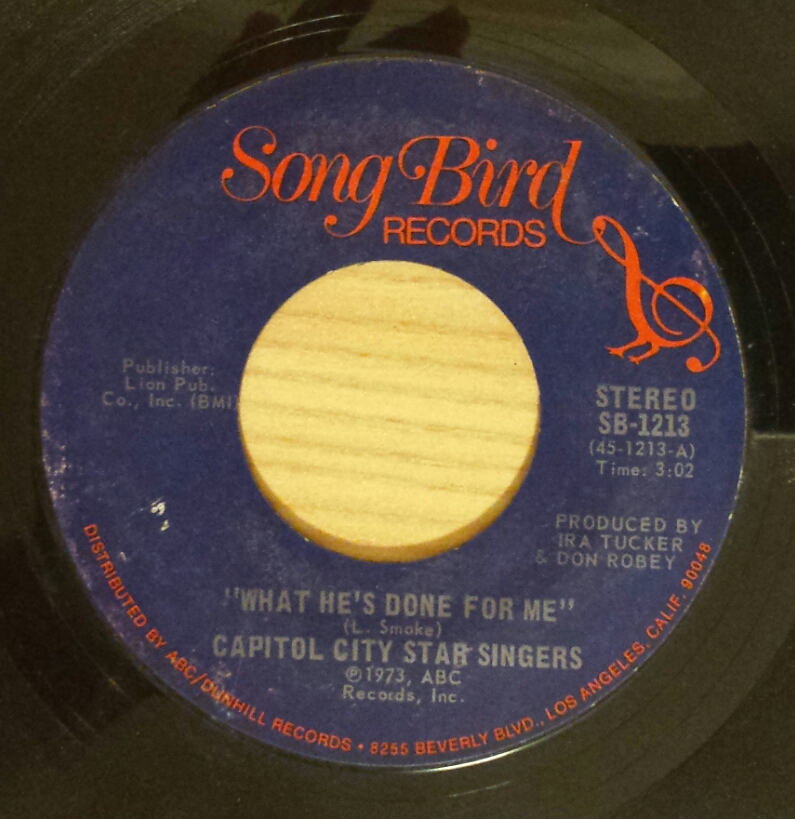 Song Bird
RECORDS
Publisher:
Lion Pub.
Co., Inc. (BMI)
STEREO
SB-1213
(45-1213-A)
Time: 3:02
PRODUCED BY
IRA TUCKER
& DON ROBEY
"WHAT HE'S DONE FOR ME"
(L. Smoke)
CAPITOL CITY STAR SINGERS
℗1973, ABC
Records, Inc.
DISTRIBUTED BY ABC/DUNHILL RECORDS • 8255 BEVERLY BLVD., LOS ANGELES, CALIF. 90048